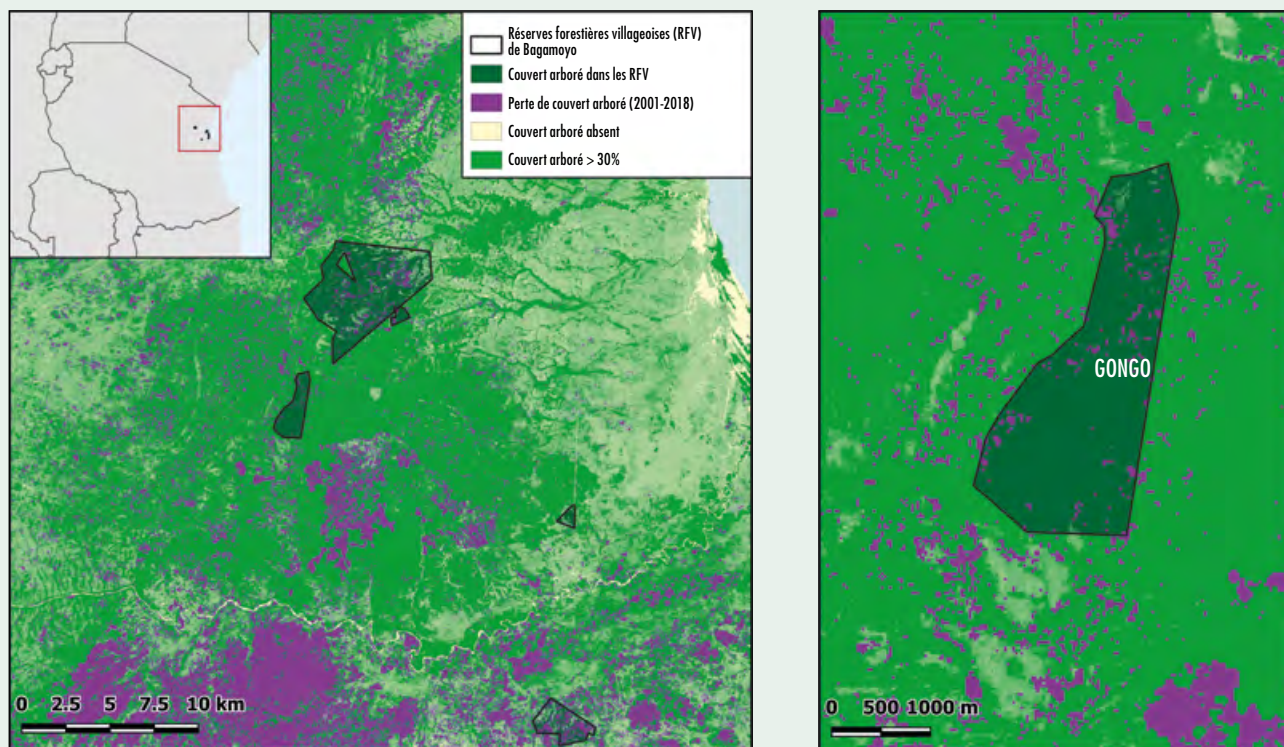 Réserves forestières villageoises (RFV)
de Bagamoyo
Couvert arboré dans les RFV
Perte de couvert arboré (2001-2018)
Couvert arboré absent
Couvert arboré > 30%
0 2.5 5 7.5 10 km
GONGO
0 500 1000 m